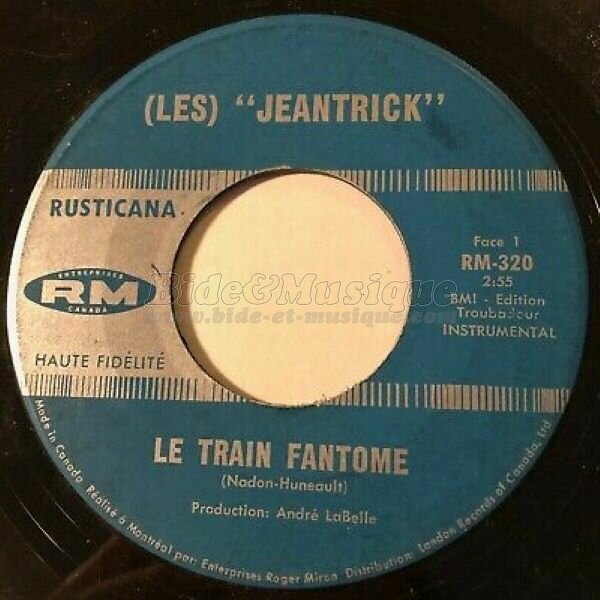 (LES) "JEANTRICK"
RUSTICANA
ENTREPRISES
RM
CANADA
HAUTE FIDÉLITÉ
Face 1
RM-320
2:55
BMI - Edition
Troubadour
INSTRUMENTAL
Bide&Musique
www.bide-et-musique.com
LE TRAIN FANTOME
(Nadon-Huneault)
Production: André LaBelle
Made in Canada. Réalisé à Montréal par: Entreprises Roger Miron Ltd. Distribution: London Records of Canada, Ltd